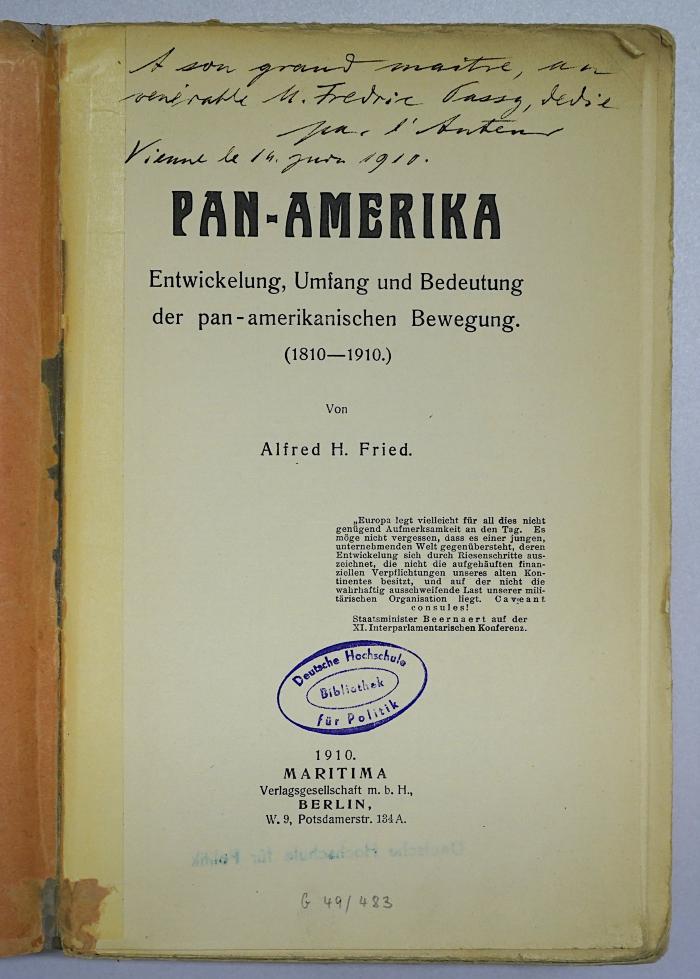 A son grand maitre, au
venérable M. Fredric Passy, dedie
par l'Auteur
Vienne le 14. juin 1910.
PAN-AMERIKA
Entwickelung, Umfang und Bedeutung
der pan-amerikanischen Bewegung.
(1810—1910.)
Von
Alfred H. Fried.
„Europa legt vielleicht für all dies nicht
genügend Aufmerksamkeit an den Tag. Es
möge nicht vergessen, dass es einer jungen,
unternehmenden Welt gegenübersteht, deren
Entwickelung sich durch Riesenschritte aus-
zeichnet, die nicht die aufgehäuften finan-
ziellen Verpflichtungen unseres alten Kon-
tinentes besitzt, und auf der nicht die
wahrhaftig ausschweifende Last unserer mili-
tärischen Organisation liegt. Caveant
consules!
Staatsminister Beernaert auf der
XI. Interparlamentarischen Konferenz.
Deutsche Hochschule
Bibliothek
für Politik
1910.
MARITIMA
Verlagsgesellschaft m. b. H.,
BERLIN,
W. 9, Potsdamerstr. 134 A.
Deutsche Hochschule für Politik
G 49/483